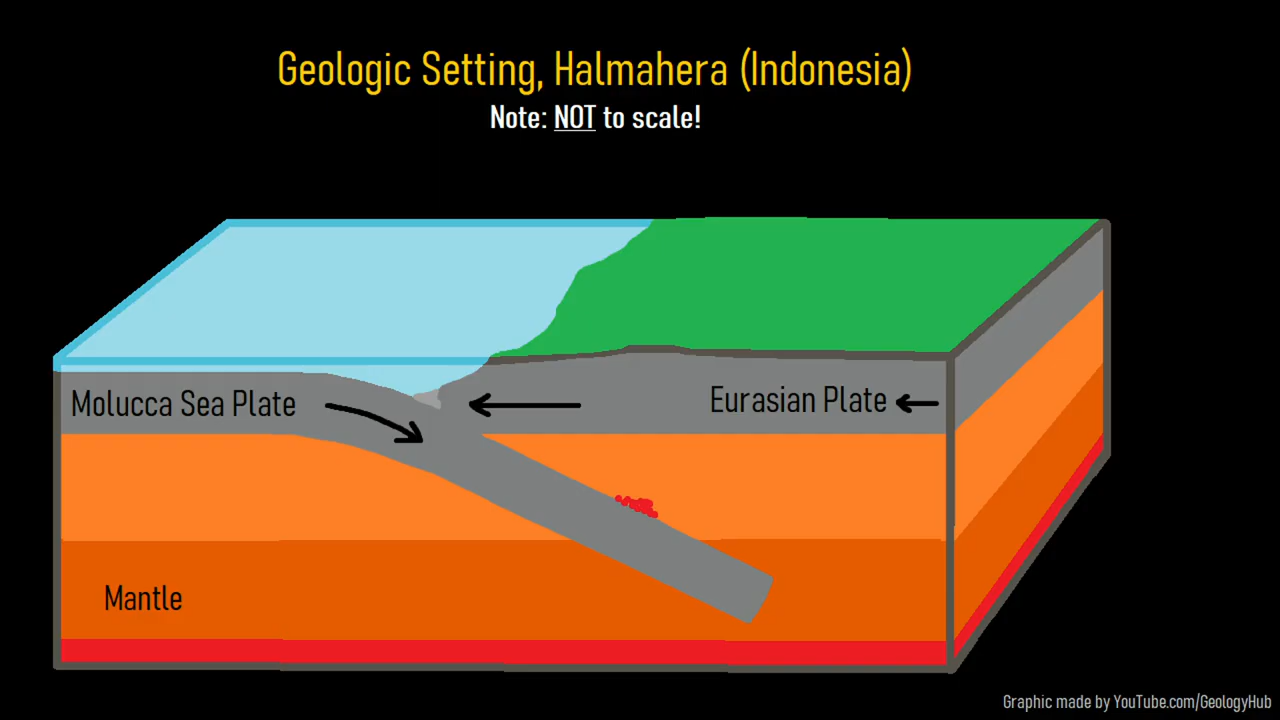 Geologic Setting, Halmahera (Indonesia)
Note: NOT to scale!
Molucca Sea Plate
Eurasian Plate
Mantle
Graphic made by YouTube.com/GeologyHub